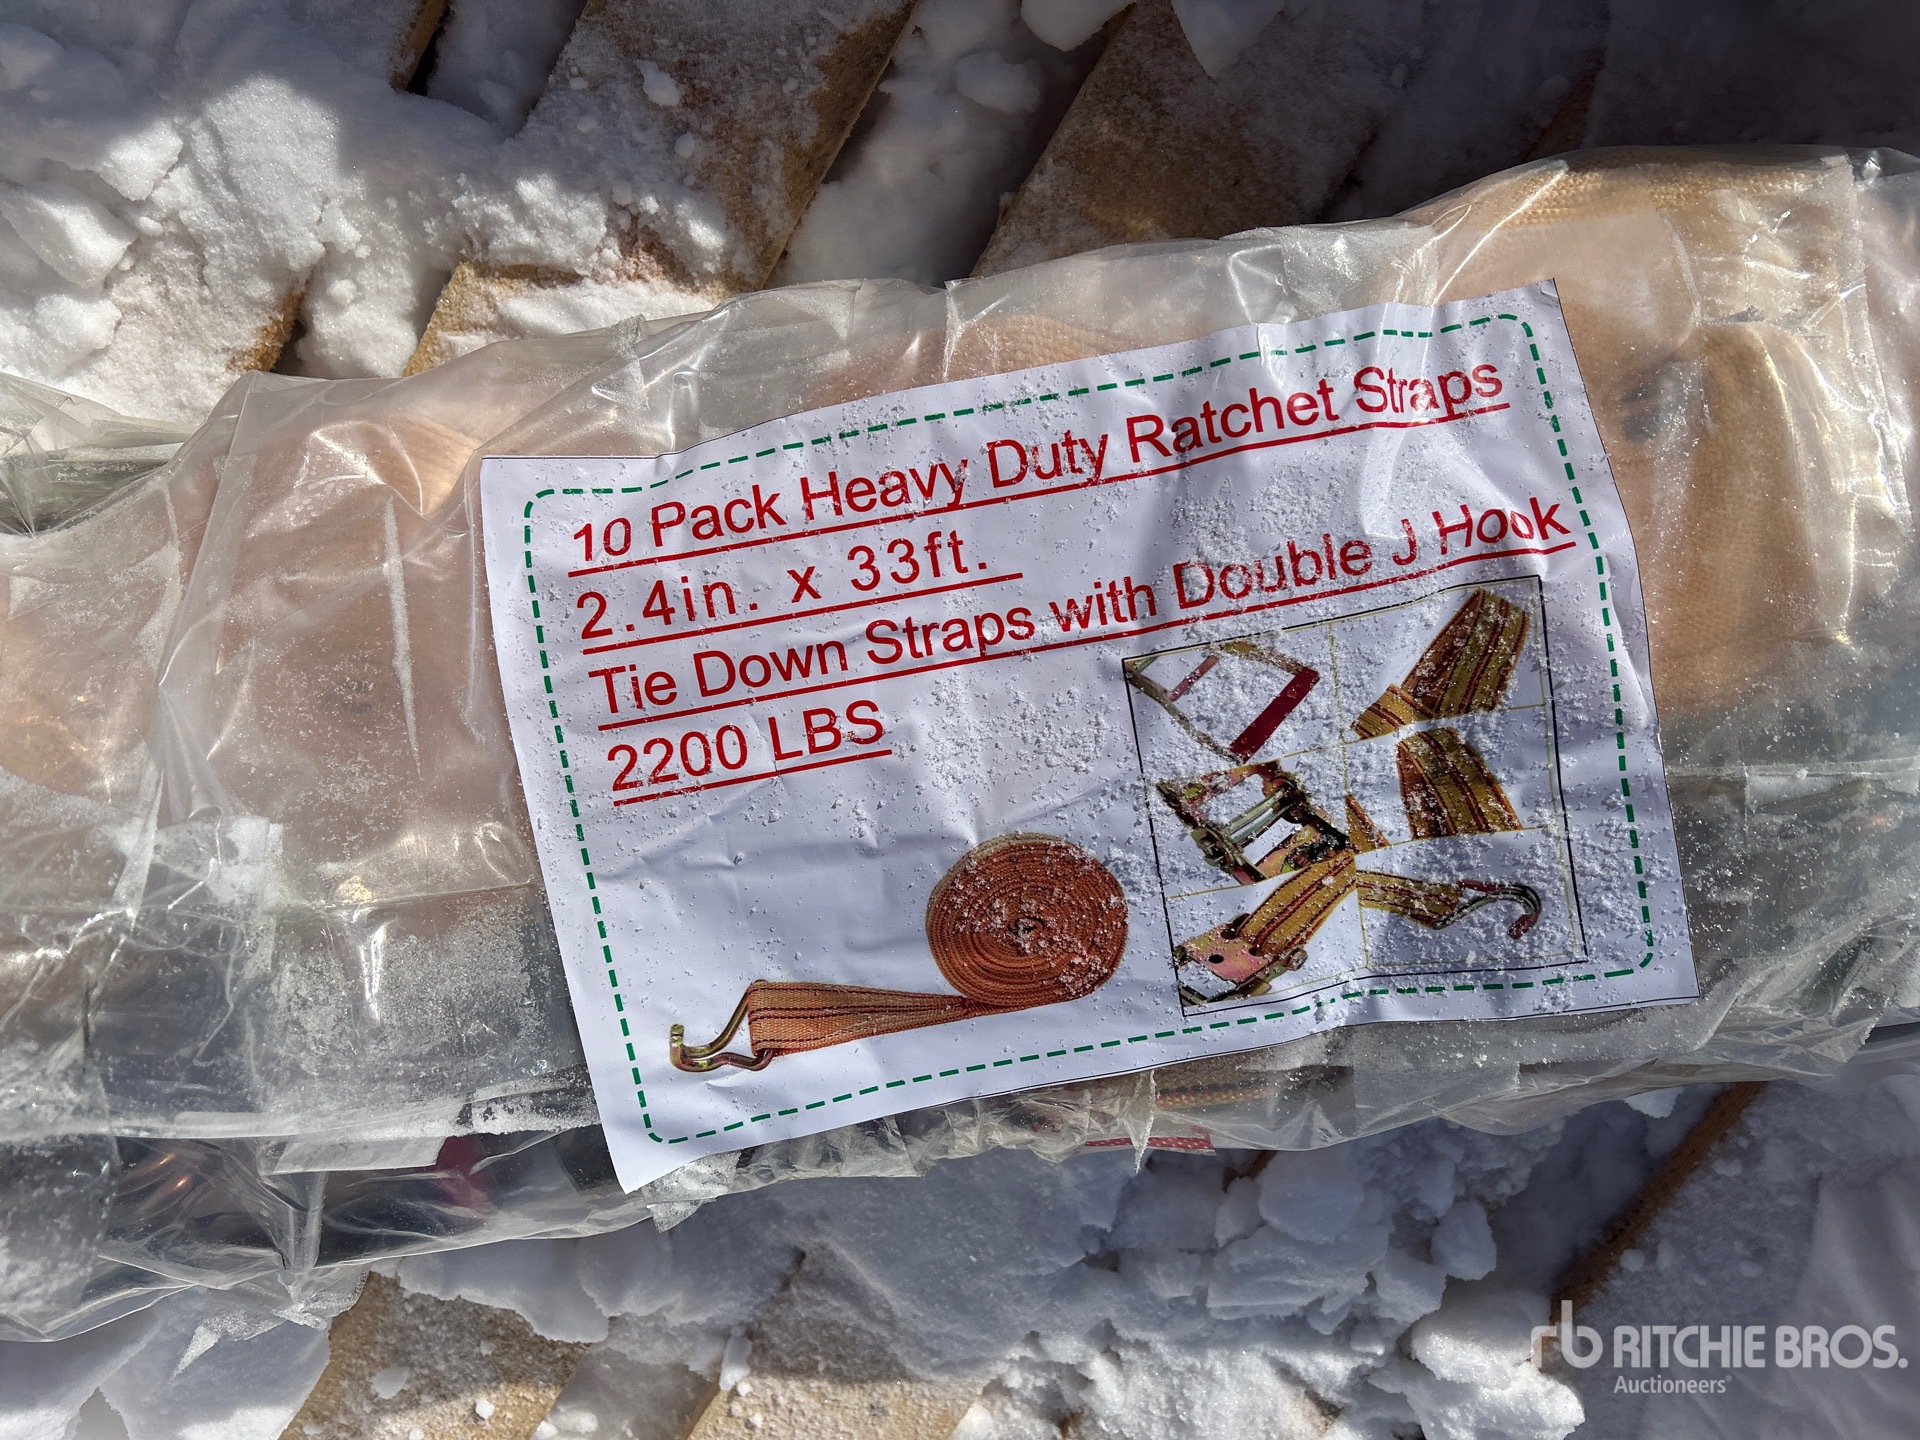 10 Pack Heavy Duty Ratchet Straps
2.4in. x 33ft.
Tie Down Straps with Double J Hook
2200 LBS
rb RITCHIE BROS.
Auctioneers